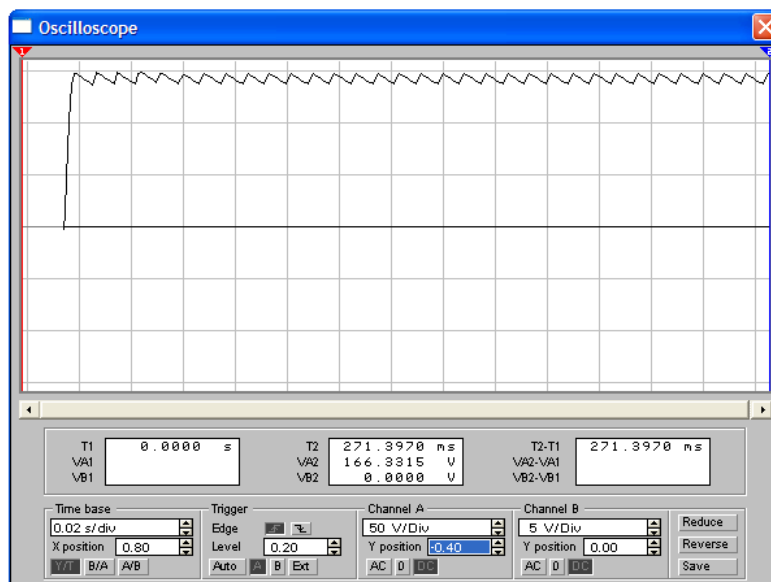 Oscilloscope
1
T1 0.0000 s
VA1
VB1
T2 271.3970 ms
VA2 166.3315 V
VB2 0.0000 V
T2-T1 271.3970 ms
VA2-VA1
VB2-VB1
Time base
0.02 s/div
X position 0.80
Y/T B/A A/B
Trigger
Edge
Level 0.20
Auto A B Ext
Channel A
50 V/Div
Y position -0.40
AC 0 DC
Channel B
5 V/Div
Y position 0.00
AC 0 DC
Reduce
Reverse
Save